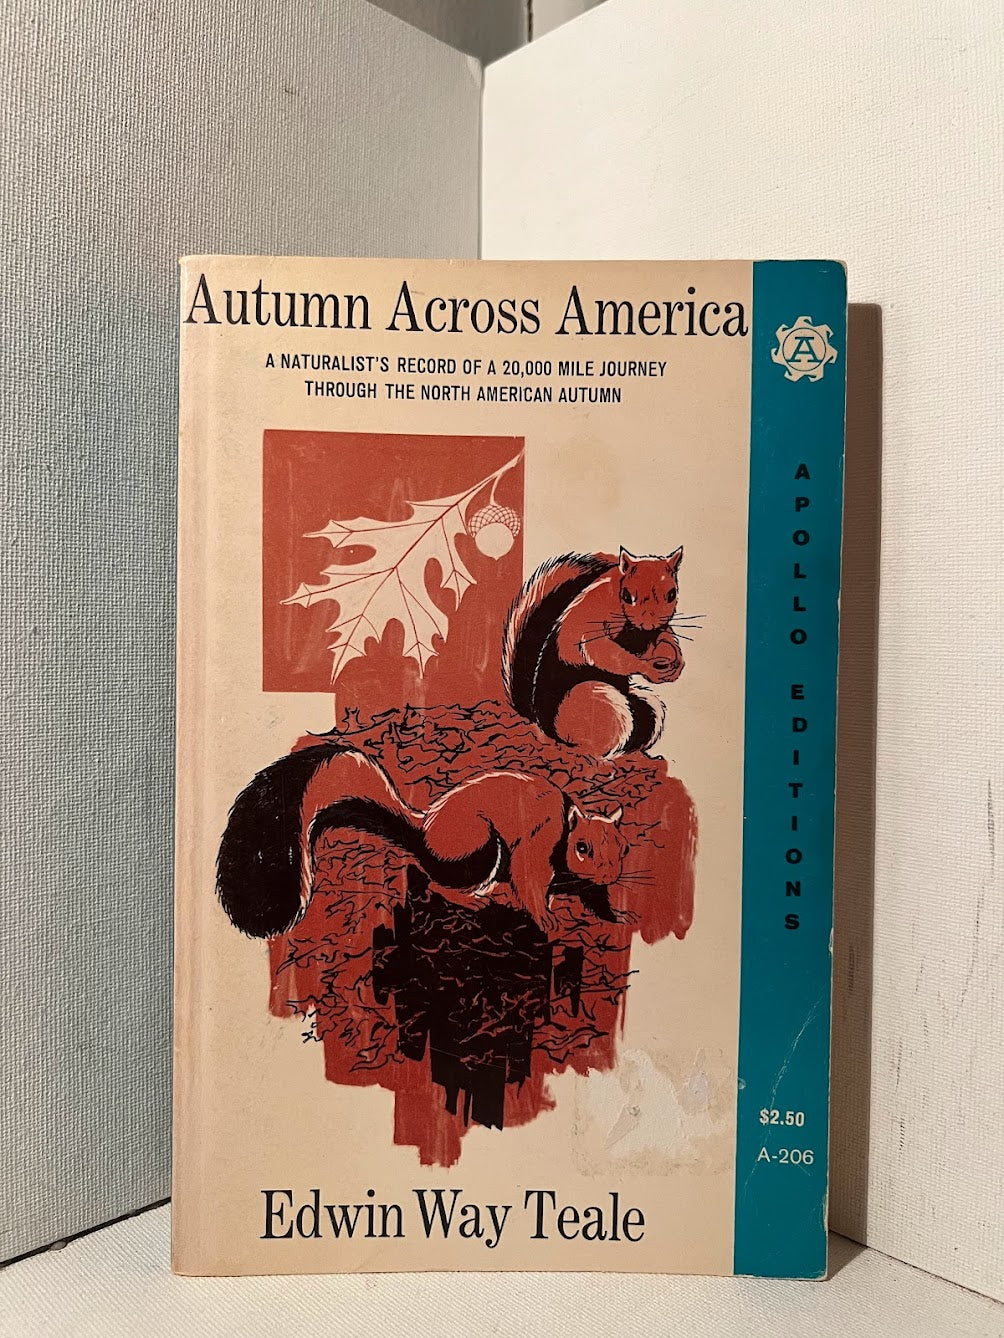 Autumn Across America
A NATURALIST'S RECORD OF A 20,000 MILE JOURNEY
THROUGH THE NORTH AMERICAN AUTUMN
A
APOLLO EDITIONS
$2.50
A-206
Edwin Way Teale